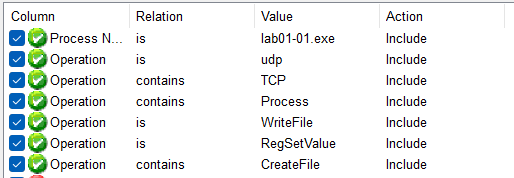 Column Relation Value Action
Process N... is lab01-01.exe Include
Operation is udp Include
Operation contains TCP Include
Operation contains Process Include
Operation is WriteFile Include
Operation is RegSetValue Include
Operation contains CreateFile Include